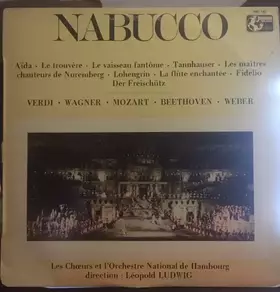 NABUCCO
Aïda - Le trouvère - Le vaisseau fantôme - Tannhauser - Les maîtres
chanteurs de Nuremberg - Lohengrin - La flûte enchantée - Fidelio
Der Freischütz
VERDI - WAGNER - MOZART - BEETHOVEN - WEBER
Les Chœurs et l'Orchestre National de Hambourg
direction : Léopold LUDWIG